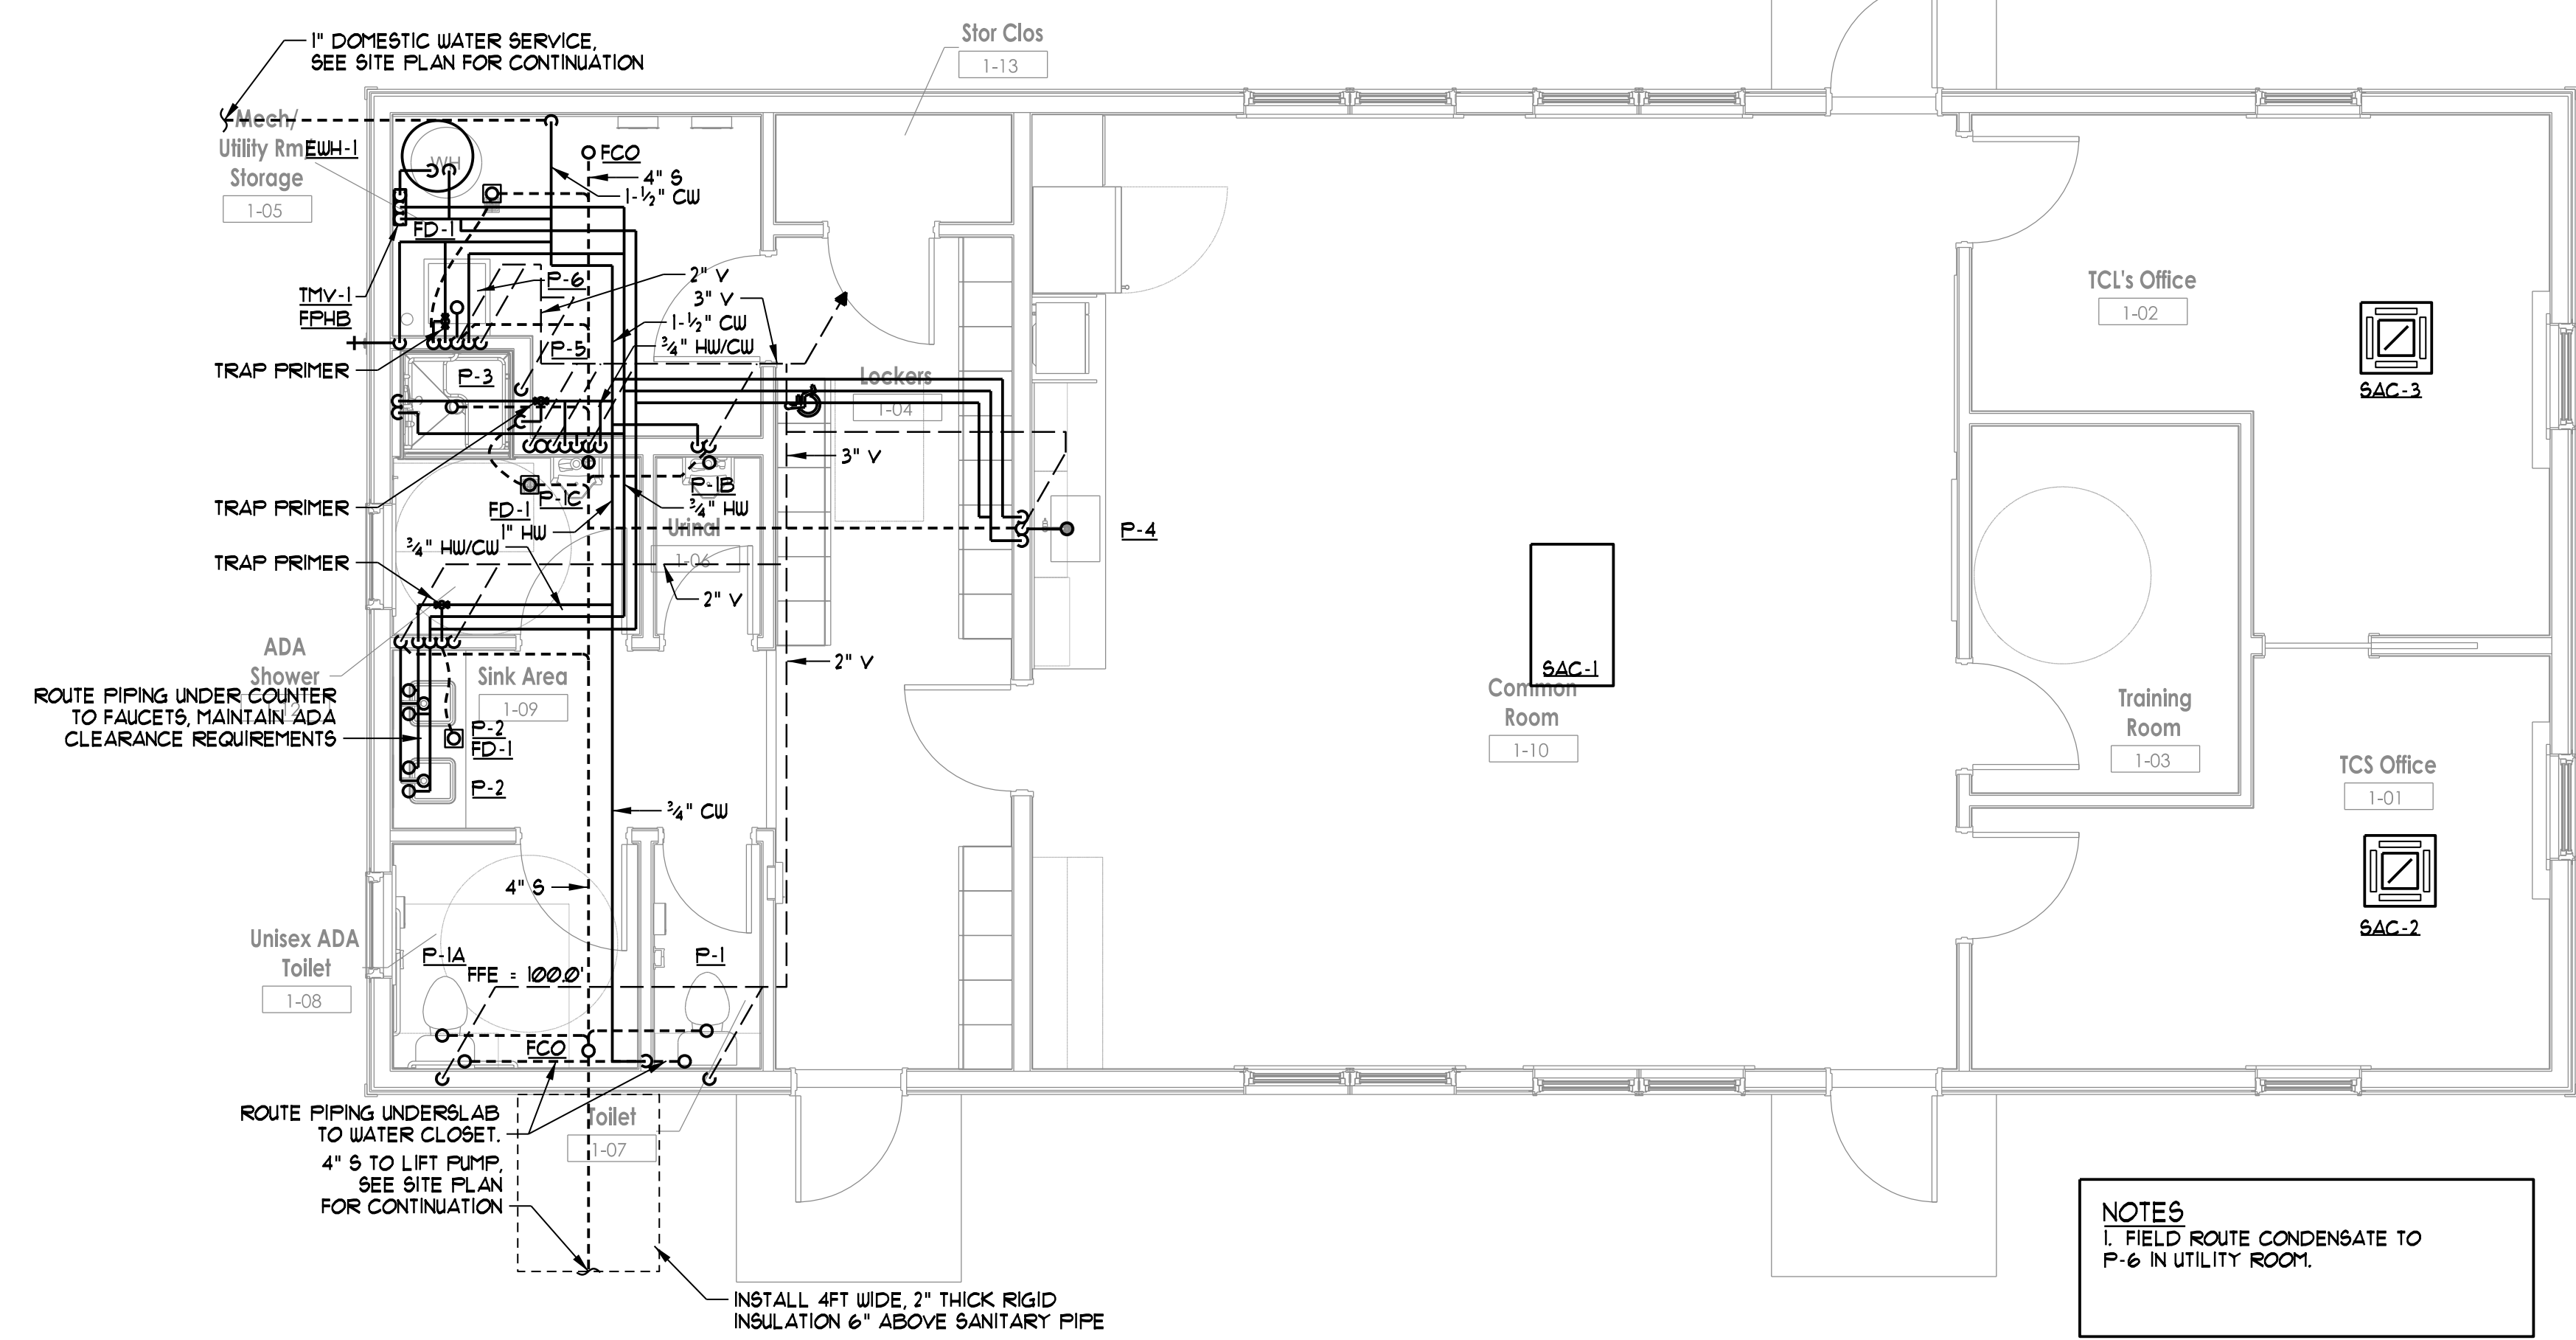 Stor Clos
1-13
1" DOMESTIC WATER SERVICE,
SEE SITE PLAN FOR CONTINUATION
Mech/
Utility Rm
Storage
1-05
EWH-1
WH
FCO
4" S
1-½" CW
FD-1
TMV-1
FPHB
P-6
2" V
3" V
1-½" CW
¾" HW/CW
P-5
TRAP PRIMER
P-3
Lockers
1-04
TCL's Office
1-02
SAC-3
3" V
P-1B
P-1C
¾" HW
FD-1
1" HW
TRAP PRIMER
Urinal
1-06
P-4
¾" HW/CW
TRAP PRIMER
2" V
ADA
Shower
Sink Area
1-09
2" V
SAC-1
Common
Room
1-10
Training
Room
1-03
ROUTE PIPING UNDER COUNTER
TO FAUCETS, MAINTAIN ADA
CLEARANCE REQUIREMENTS
P-2
FD-1
P-2
¾" CW
TCS Office
1-01
SAC-2
4" S
Unisex ADA
Toilet
1-08
P-1A
P-1
FFE = 100.0'
FCO
ROUTE PIPING UNDERSLAB
TO WATER CLOSET.
Toilet
1-07
4" S TO LIFT PUMP,
SEE SITE PLAN
FOR CONTINUATION
INSTALL 4FT WIDE, 2" THICK RIGID
INSULATION 6" ABOVE SANITARY PIPE
NOTES
1. FIELD ROUTE CONDENSATE TO
P-6 IN UTILITY ROOM.